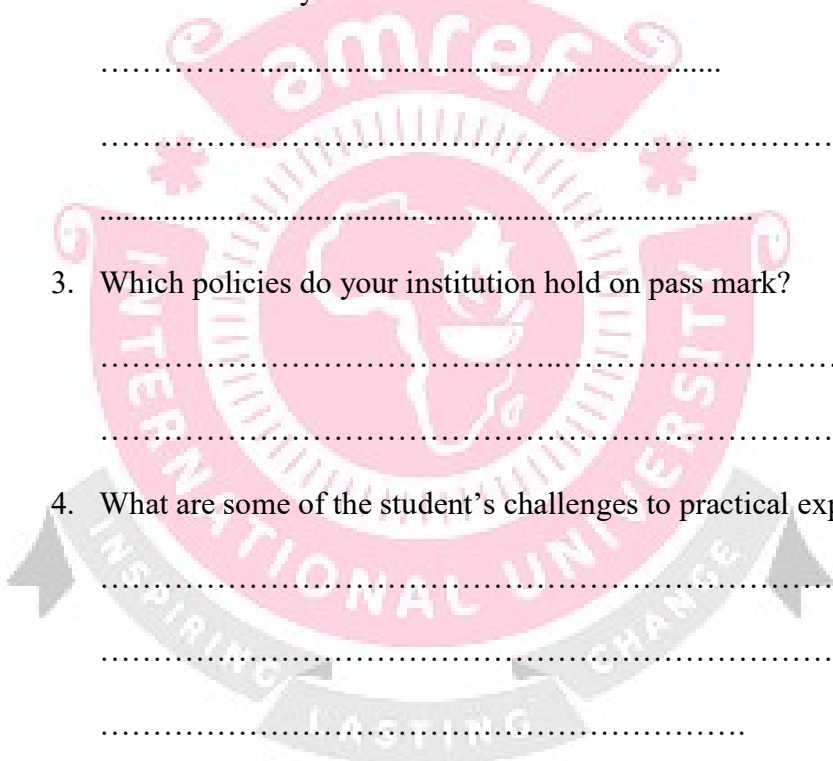 amref
…………….......................................................
……………………………………………………………
................................................................................
3. Which policies do your institution hold on pass mark?
……………………………………..…………………
……………………………………………………………
4. What are some of the student’s challenges to practical
……………………………………………………………
……………………………………………………………
…………………………………………………….
INTERNATIONAL UNIVERSITY
INSPIRING LASTING CHANGE